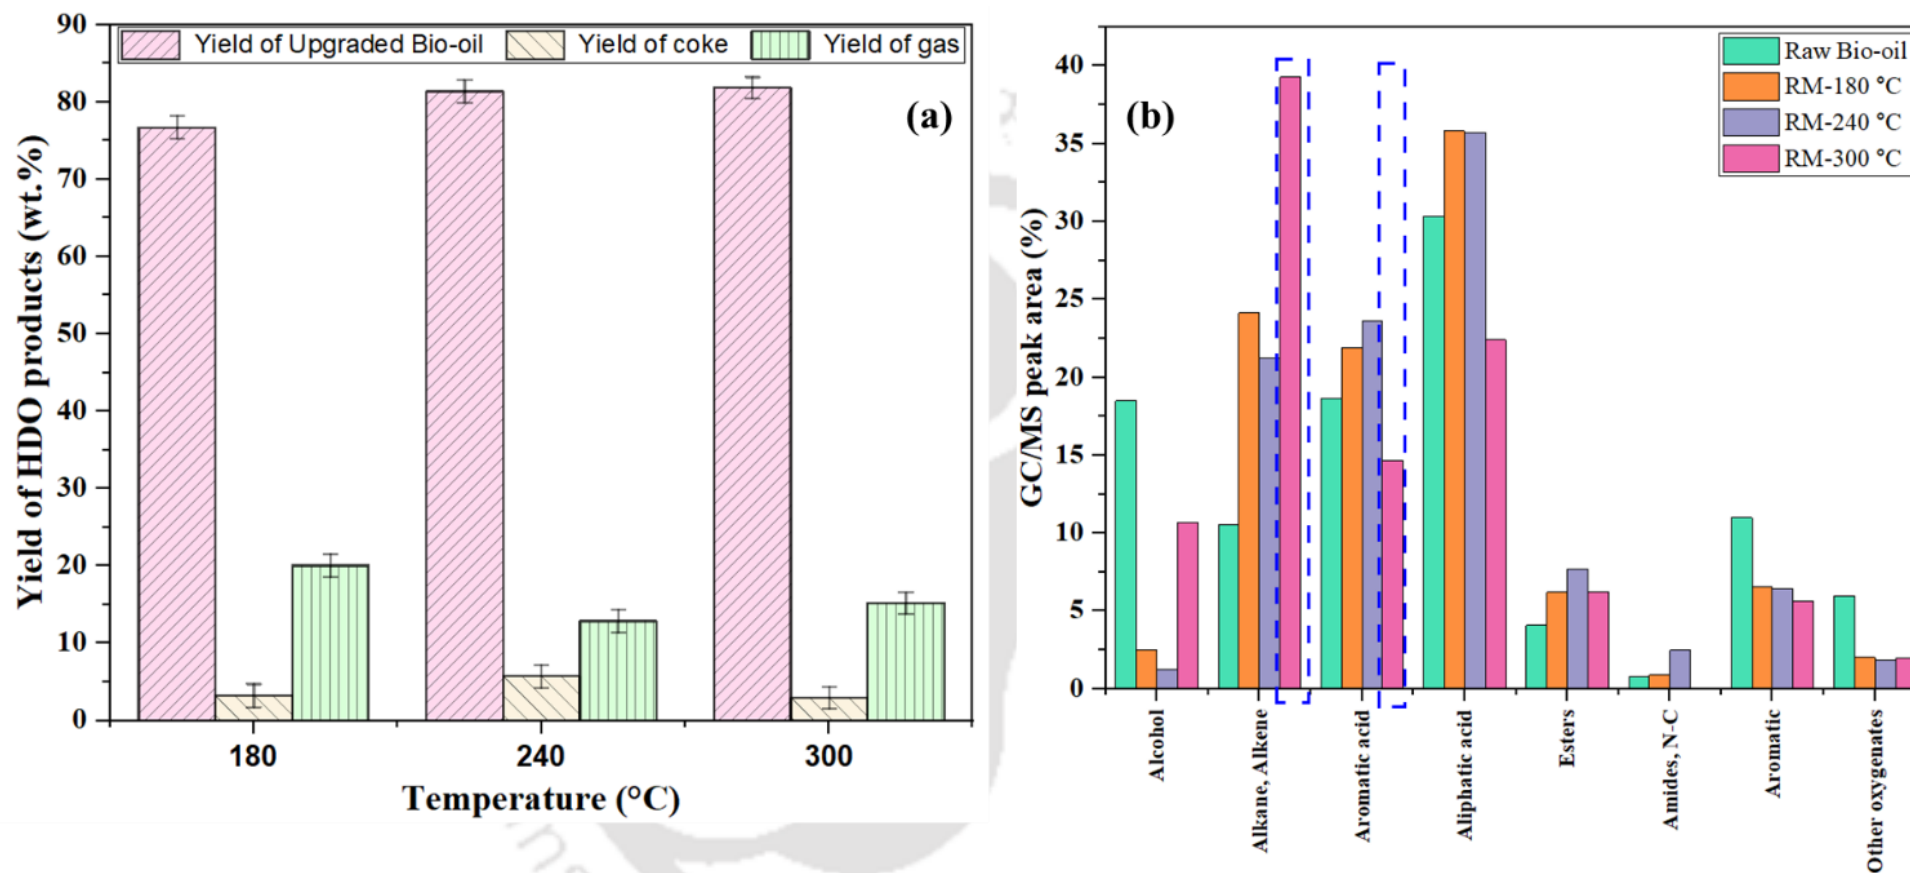 90
80
70
60
50
40
30
20
10
0
Yield of HDO products (wt.%)
Yield of Upgraded Bio-oil
Yield of coke
Yield of gas
(a)
180
240
300
Temperature (°C)
40
35
30
25
20
15
10
5
0
GC/MS peak area (%)
(b)
Raw Bio-oil
RM-180 °C
RM-240 °C
RM-300 °C
Alcohol
Alkane, Alkene
Aromatic acid
Aliphatic acid
Esters
Amides, N-C
Aromatic
Other oxygenates